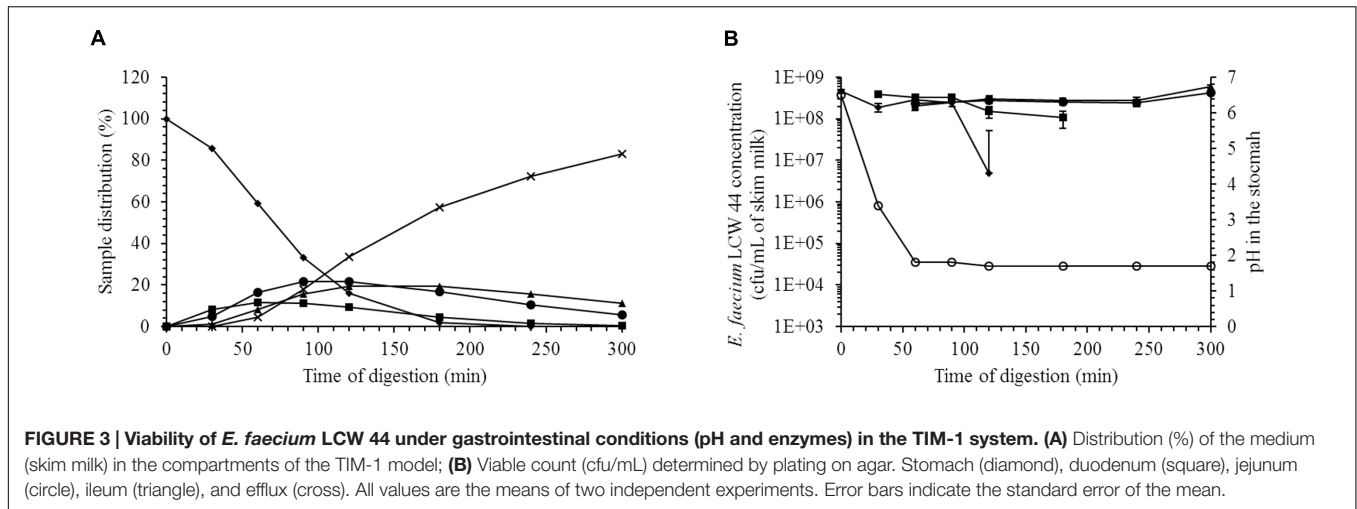 A
B
120
100
80
60
40
20
0
Sample distribution (%)
0 50 100 150 200 250 300
Time of digestion (min)
1E+09
1E+08
1E+07
1E+06
1E+05
1E+04
1E+03
E. faecium LCW 44 concentration
(cfu/mL of skim milk)
7
6
5
4
3
2
1
0
pH in the stocmah
0 50 100 150 200 250 300
Time of digestion (min)
FIGURE 3 | Viability of E. faecium LCW 44 under gastrointestinal conditions (pH and enzymes) in the TIM-1 system. (A) Distribution (%) of the medium
(skim milk) in the compartments of the TIM-1 model; (B) Viable count (cfu/mL) determined by plating on agar. Stomach (diamond), duodenum (square), jejunum
(circle), ileum (triangle), and efflux (cross). All values are the means of two independent experiments. Error bars indicate the standard error of the mean.